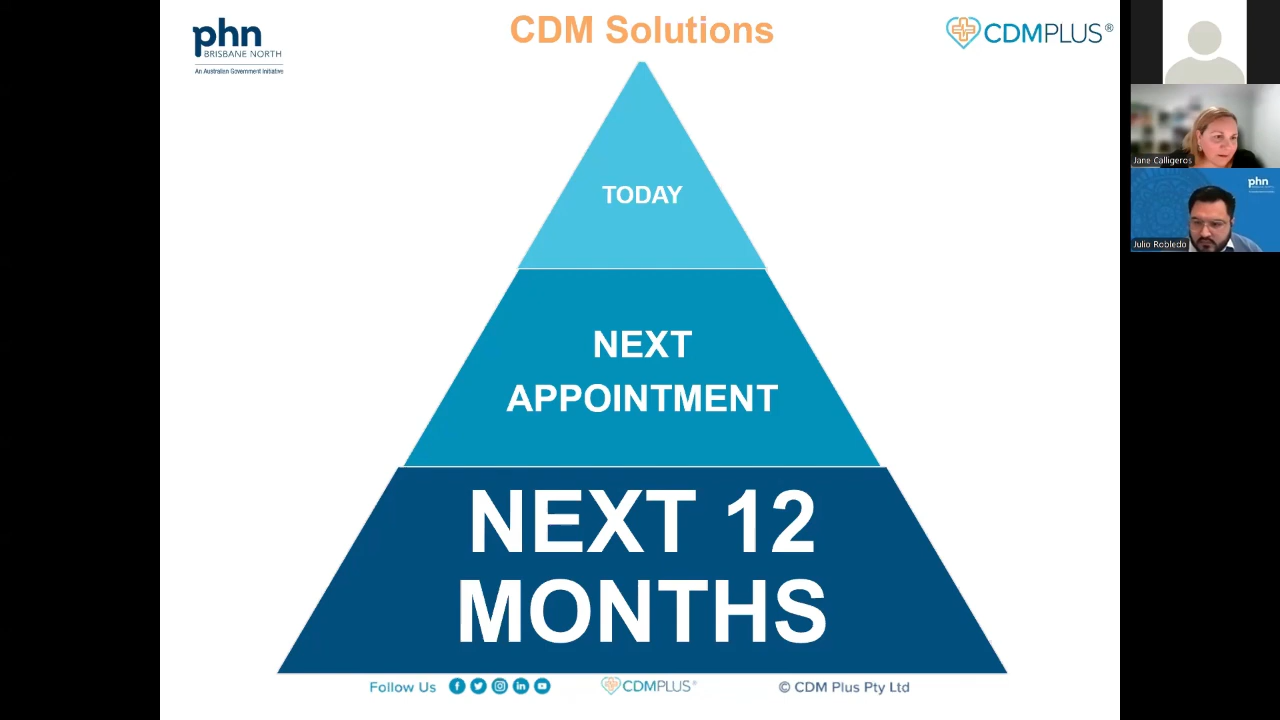 CDM Solutions
phn
BRISBANE NORTH
An Australian Government Initiative
CDMPLUS®
TODAY
NEXT
APPOINTMENT
NEXT 12
MONTHS
Follow Us
CDMPLUS®
© CDM Plus Pty Ltd
Jane Calligeros
phn
Julio Robledo